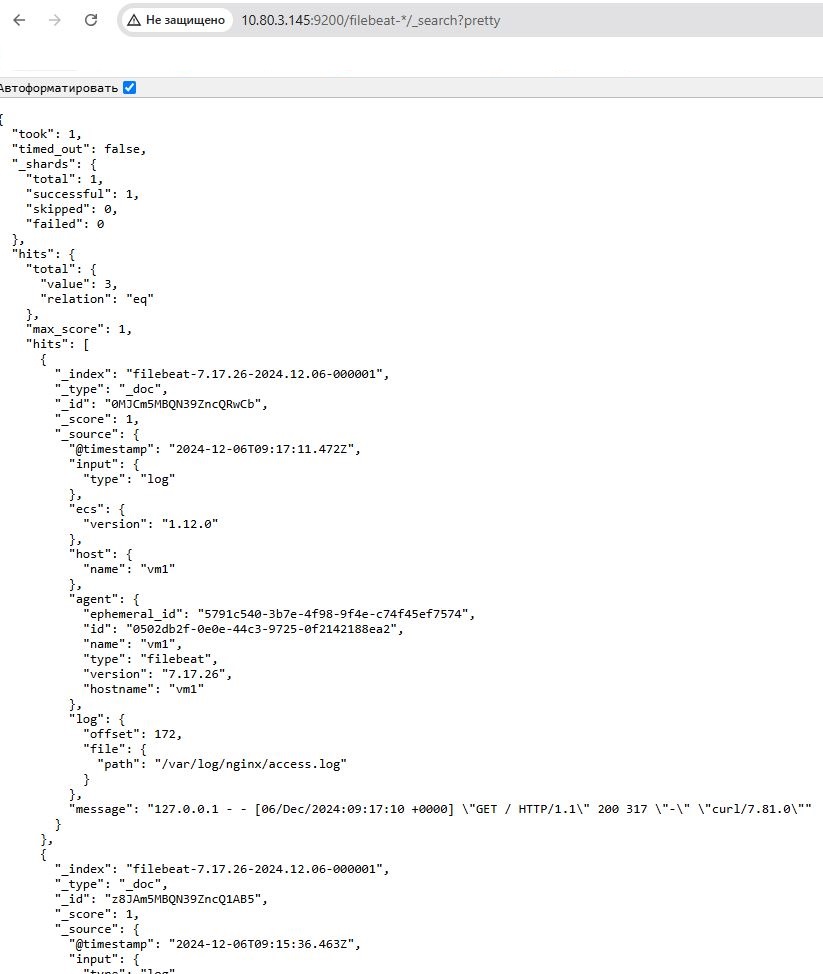 Не защищено 10.80.3.145:9200/filebeat-*/_search?pretty
Автоформатировать
{
"took": 1,
"timed_out": false,
"_shards": {
"total": 1,
"successful": 1,
"skipped": 0,
"failed": 0
},
"hits": {
"total": {
"value": 3,
"relation": "eq"
},
"max_score": 1,
"hits": [
{
"_index": "filebeat-7.17.26-2024.12.06-000001",
"_type": "_doc",
"_id": "0MJCm5MBQN39ZncQRwCb",
"_score": 1,
"_source": {
"@timestamp": "2024-12-06T09:17:11.472Z",
"input": {
"type": "log"
},
"ecs": {
"version": "1.12.0"
},
"host": {
"name": "vm1"
},
"agent": {
"ephemeral_id": "5791c540-3b7e-4f98-9f4e-c74f45ef7574",
"id": "0502db2f-0e0e-44c3-9725-0f2142188ea2",
"name": "vm1",
"type": "filebeat",
"version": "7.17.26",
"hostname": "vm1"
},
"log": {
"offset": 172,
"file": {
"path": "/var/log/nginx/access.log"
}
},
"message": "127.0.0.1 - - [06/Dec/2024:09:17:10 +0000] \"GET / HTTP/1.1\" 200 317 \"-\" \"curl/7.81.0\""
}
},
{
"_index": "filebeat-7.17.26-2024.12.06-000001",
"_type": "_doc",
"_id": "z8JAm5MBQN39ZncQ1AB5",
"_score": 1,
"_source": {
"@timestamp": "2024-12-06T09:15:36.463Z",
"input": {
"type": "log"